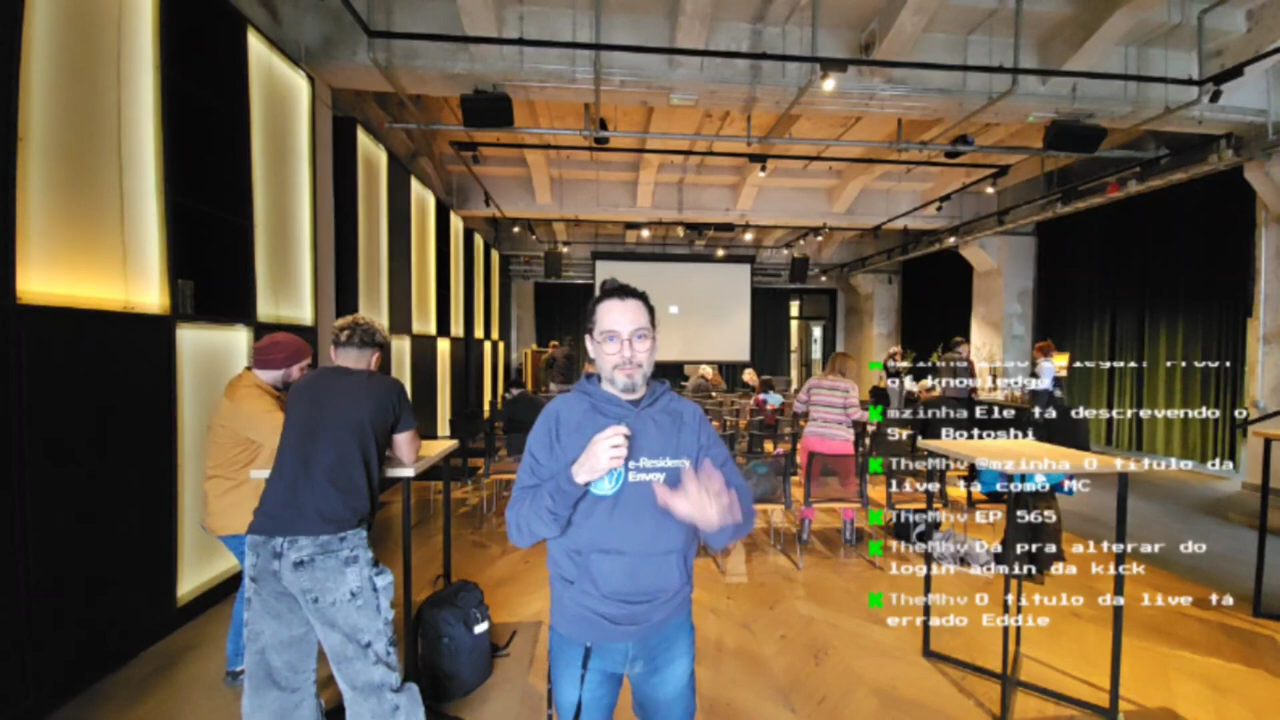 e-Residency
Envoy
of knowledge
mzinha Ele tá descrevendo o
Sr. Botoshi
TheMhv @mzinha O título da
live tá como MC
TheMhv EP 565
TheMhv Dá pra alterar do
login admin da kick
TheMhv O título da live tá
errado Eddie